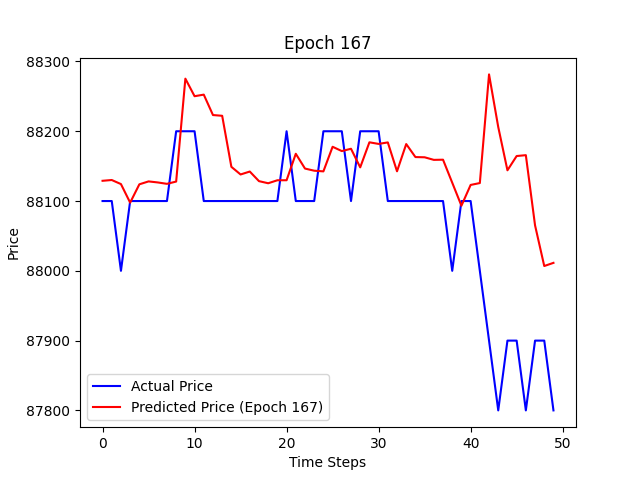 Epoch 167
Price
88300
88200
88100
88000
87900
87800
Actual Price
Predicted Price (Epoch 167)
0 10 20 30 40 50
Time Steps